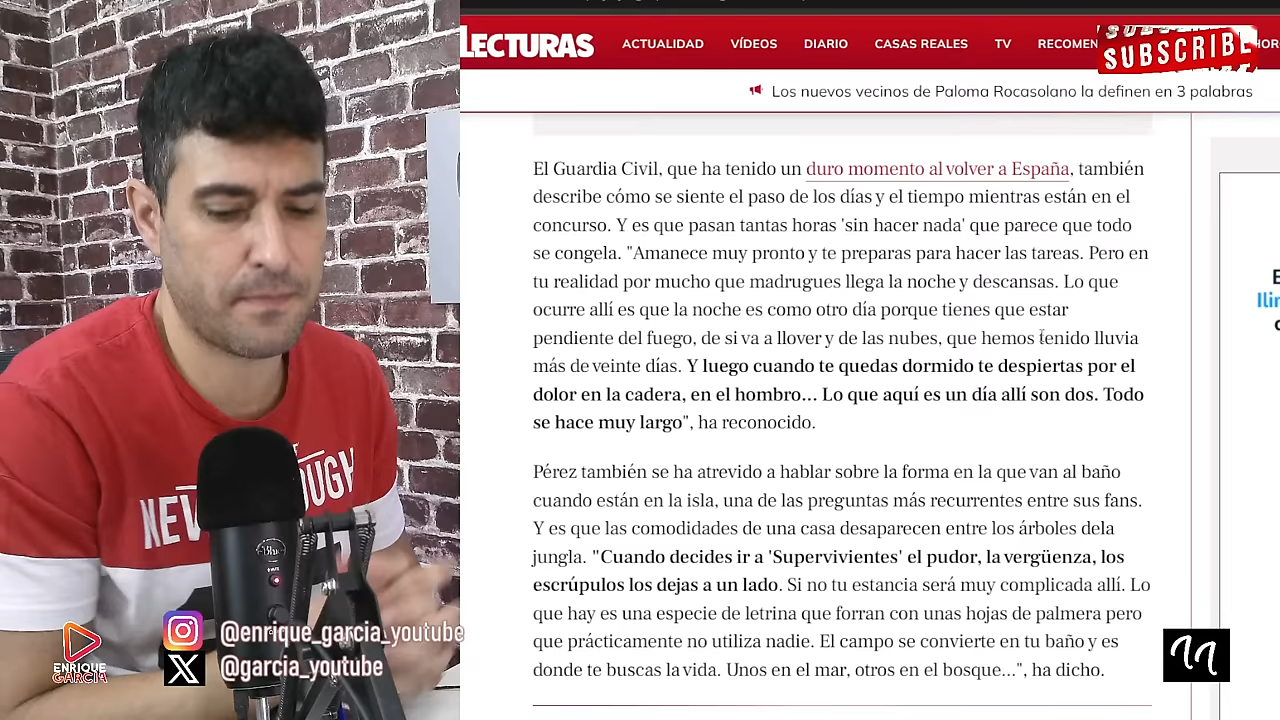 LECTURAS
ACTUALIDAD VÍDEOS DIARIO CASAS REALES TV RECOMEN
SUBSCRIBE
Los nuevos vecinos de Paloma Rocasolano la definen en 3 palabras
El Guardia Civil, que ha tenido un duro momento al volver a España, también
describe cómo se siente el paso de los días y el tiempo mientras están en el
concurso. Y es que pasan tantas horas 'sin hacer nada' que parece que todo
se congela. "Amanece muy pronto y te preparas para hacer las tareas. Pero en
tu realidad por mucho que madrugues llega la noche y descansas. Lo que
ocurre allí es que la noche es como otro día porque tienes que estar
pendiente del fuego, de si va a llover y de las nubes, que hemos tenido lluvia
más de veinte días. Y luego cuando te quedas dormido te despiertas por el
dolor en la cadera, en el hombro... Lo que aquí es un día allí son dos. Todo
se hace muy largo", ha reconocido.
Pérez también se ha atrevido a hablar sobre la forma en la que van al baño
cuando están en la isla, una de las preguntas más recurrentes entre sus fans.
Y es que las comodidades de una casa desaparecen entre los árboles dela
jungla. "Cuando decides ir a 'Supervivientes' el pudor, la vergüenza, los
escrúpulos los dejas a un lado. Si no tu estancia será muy complicada allí. Lo
que hay es una especie de letrina que forran con unas hojas de palmera pero
que prácticamente no utiliza nadie. El campo se convierte en tu baño y es
donde te buscas la vida. Unos en el mar, otros en el bosque...", ha dicho.
@enrique_garcia_youtube
@garcia_youtube
ENRIQUE
GARCIA